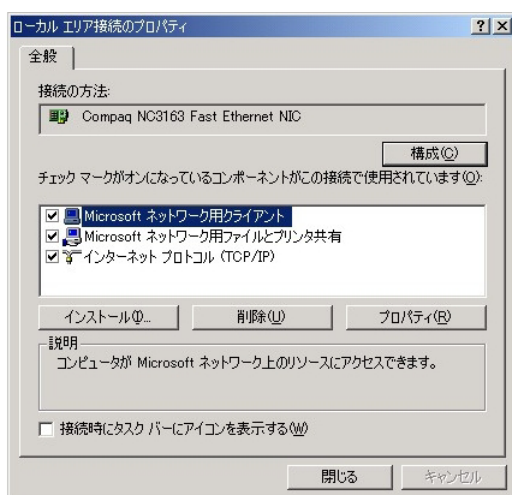 ローカル エリア接続のプロパティ
全般
接続の方法:
Compaq NC3163 Fast Ethernet NIC
構成(C)
チェック マークがオンになっているコンポーネントがこの接続で使用されています(O):
Microsoft ネットワーク用クライアント
Microsoft ネットワーク用ファイルとプリンタ共有
インターネット プロトコル (TCP/IP)
インストール(I)... 削除(U) プロパティ(R)
説明
コンピュータが Microsoft ネットワーク上のリソースにアクセスできます。
接続時にタスク バーにアイコンを表示する(W)
閉じる キャンセル